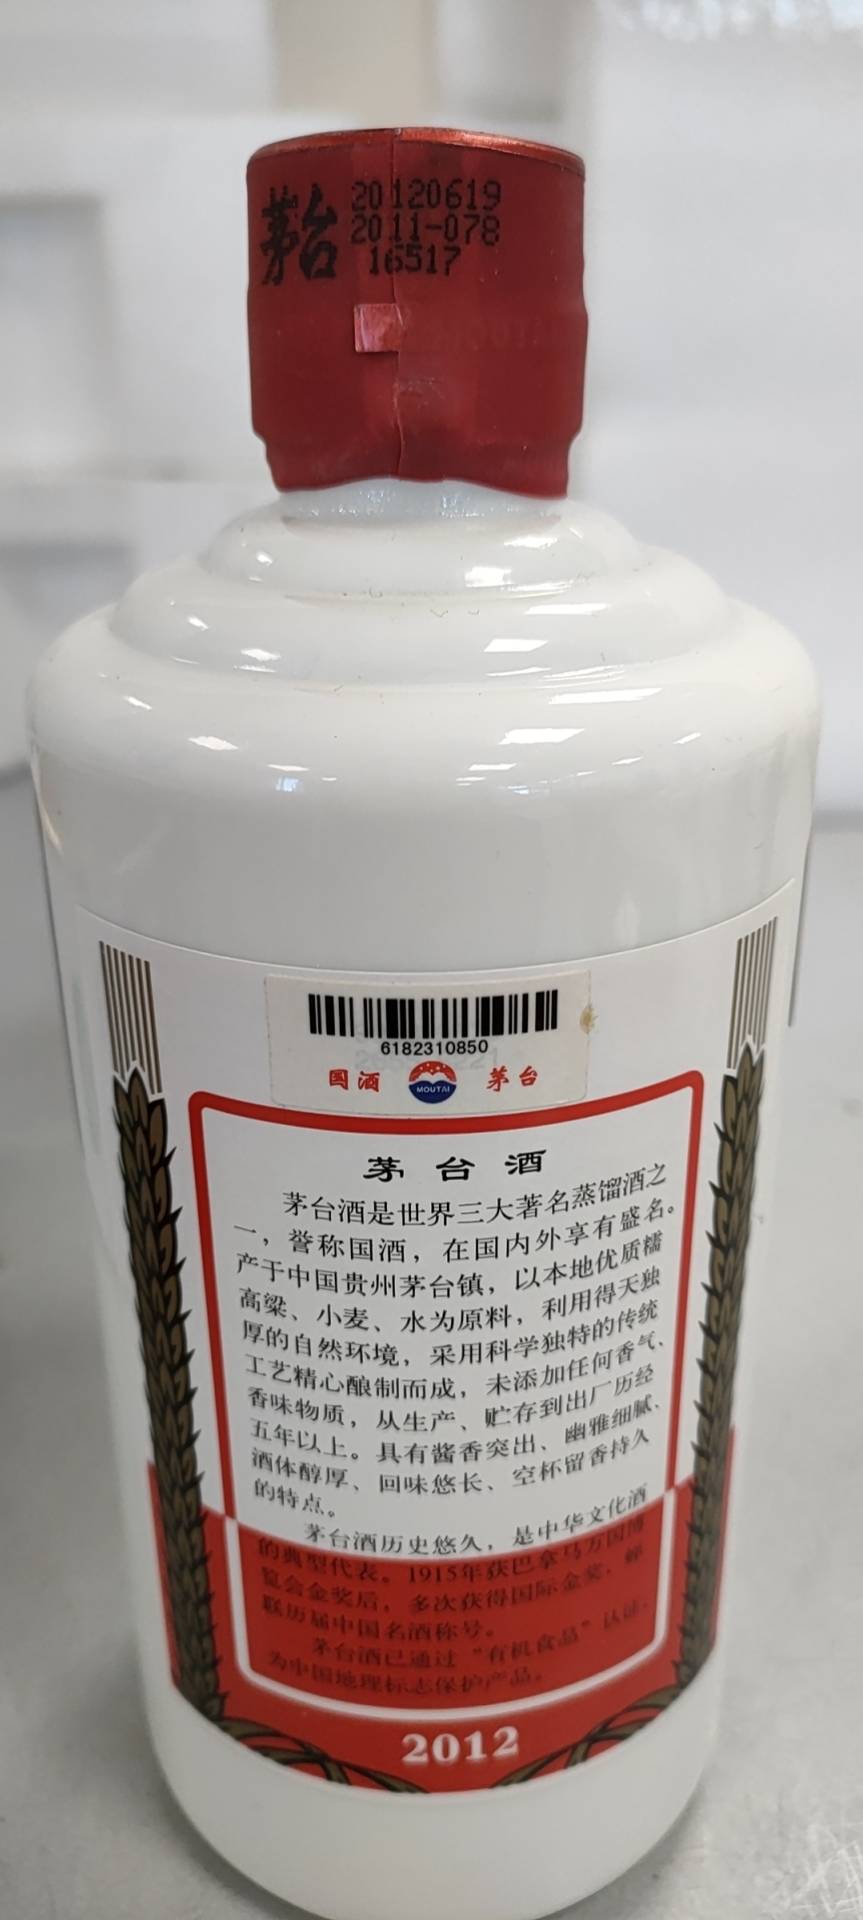 茅台
20120619
2011-078
16517
6182310850
国酒 MOUTAI 茅台
茅台酒
茅台酒是世界三大著名蒸馏酒之
一，誉称国酒，在国内外享有盛名。
产于中国贵州茅台镇，以本地优质糯
高粱、小麦、水为原料，利用得天独
厚的自然环境，采用科学独特的传统
工艺精心酿制而成，未添加任何香气、
香味物质，从生产、贮存到出厂历经
五年以上。具有酱香突出、幽雅细腻、
酒体醇厚、回味悠长、空杯留香持久
的特点。
茅台酒历史悠久，是中华文化酒
的典型代表。1915年获巴拿马万国博
览会金奖后，多次获得国际金奖，蝉
联历届中国名酒称号。
茅台酒已通过“有机食品”认证，
为中国地理标志保护产品。
2012